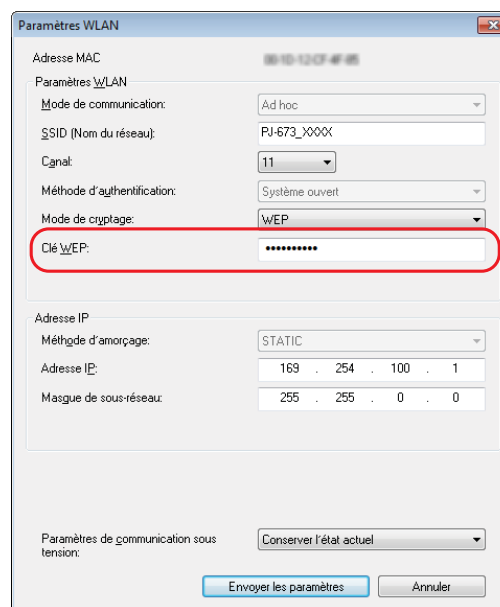 Paramètres WLAN
Adresse MAC
Paramètres WLAN
Mode de communication: Ad hoc
SSID (Nom du réseau): PJ-673_XXXX
Canal: 11
Méthode d'authentification: Système ouvert
Mode de cryptage: WEP
Clé WEP: ••••••••••
Adresse IP
Méthode d'amorçage: STATIC
Adresse IP: 169 . 254 . 100 . 1
Masque de sous-réseau: 255 . 255 . 0 . 0
Paramètres de communication sous Conserver l'état actuel
tension:
Envoyer les paramètres Annuler